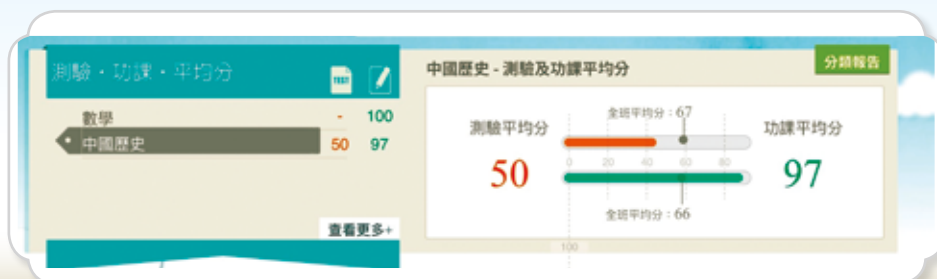 測驗・功課・平均分
TEST
數學 - 100
中國歷史 50 97
查看更多+
中國歷史 - 測驗及功課平均分
分類報告
全班平均分：67
測驗平均分
50
0 20 40 60 80
功課平均分
97
全班平均分：66
100